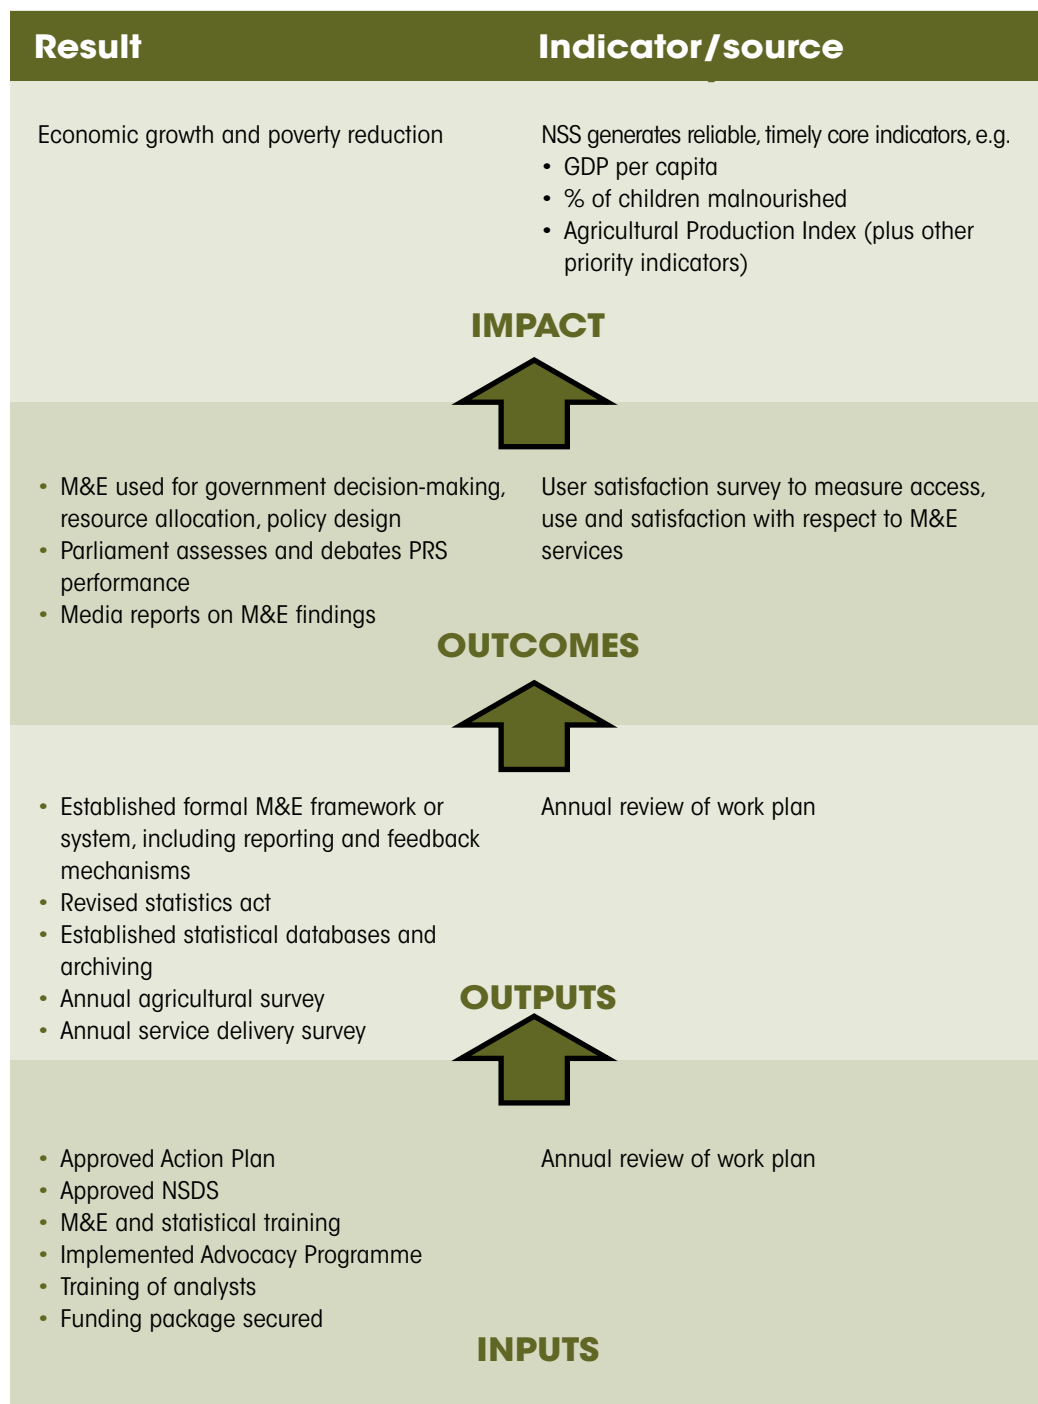 Result
Indicator/source
Economic growth and poverty reduction
NSS generates reliable, timely core indicators, e.g.
• GDP per capita
• % of children malnourished
• Agricultural Production Index (plus other
priority indicators)
IMPACT
• M&E used for government decision-making,
resource allocation, policy design
• Parliament assesses and debates PRS
performance
• Media reports on M&E findings
User satisfaction survey to measure access,
use and satisfaction with respect to M&E
services
OUTCOMES
• Established formal M&E framework or
system, including reporting and feedback
mechanisms
• Revised statistics act
• Established statistical databases and
archiving
• Annual agricultural survey
• Annual service delivery survey
Annual review of work plan
OUTPUTS
• Approved Action Plan
• Approved NSDS
• M&E and statistical training
• Implemented Advocacy Programme
• Training of analysts
• Funding package secured
Annual review of work plan
INPUTS